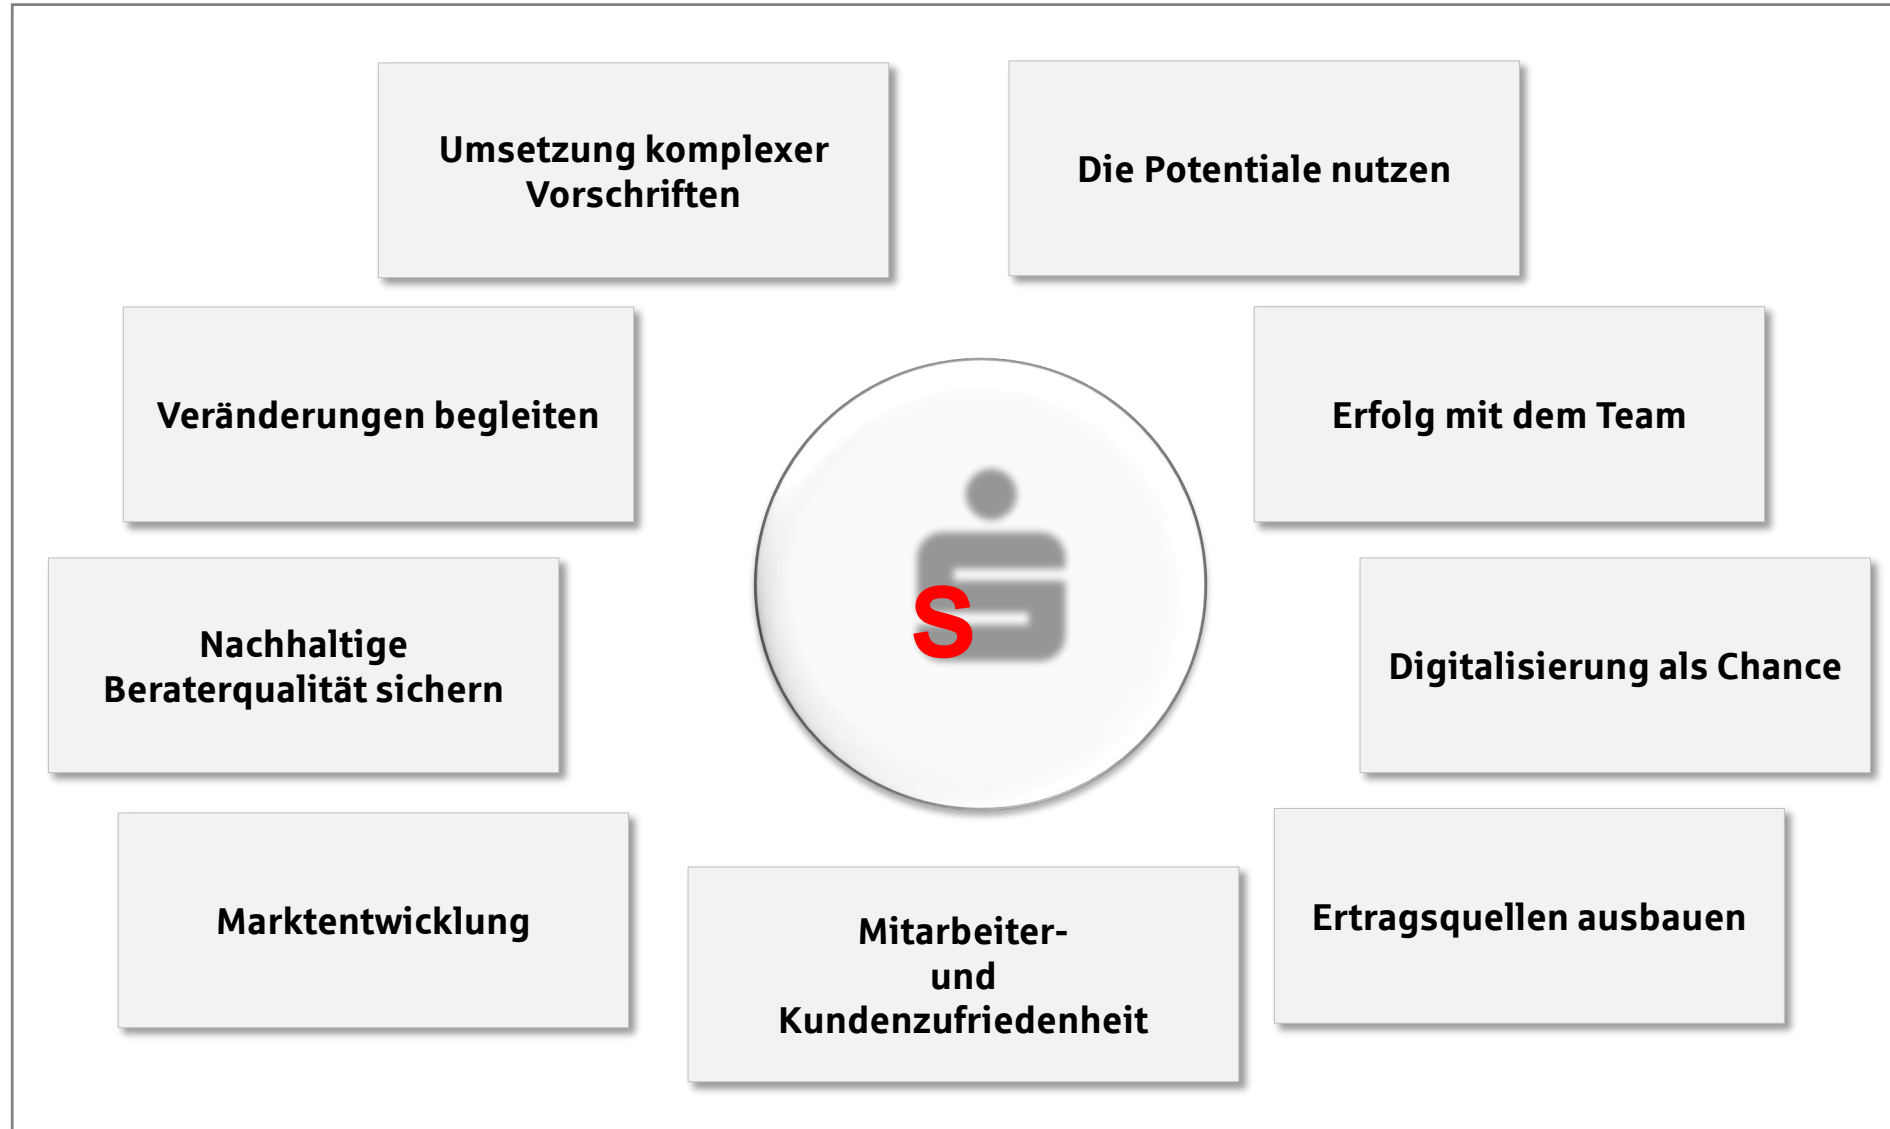 Umsetzung komplexer
Vorschriften
Die Potentiale nutzen
Veränderungen begleiten
Erfolg mit dem Team
s
Nachhaltige
Beraterqualität sichern
Digitalisierung als Chance
Marktentwicklung
Mitarbeiter-
und
Kundenzufriedenheit
Ertragsquellen ausbauen